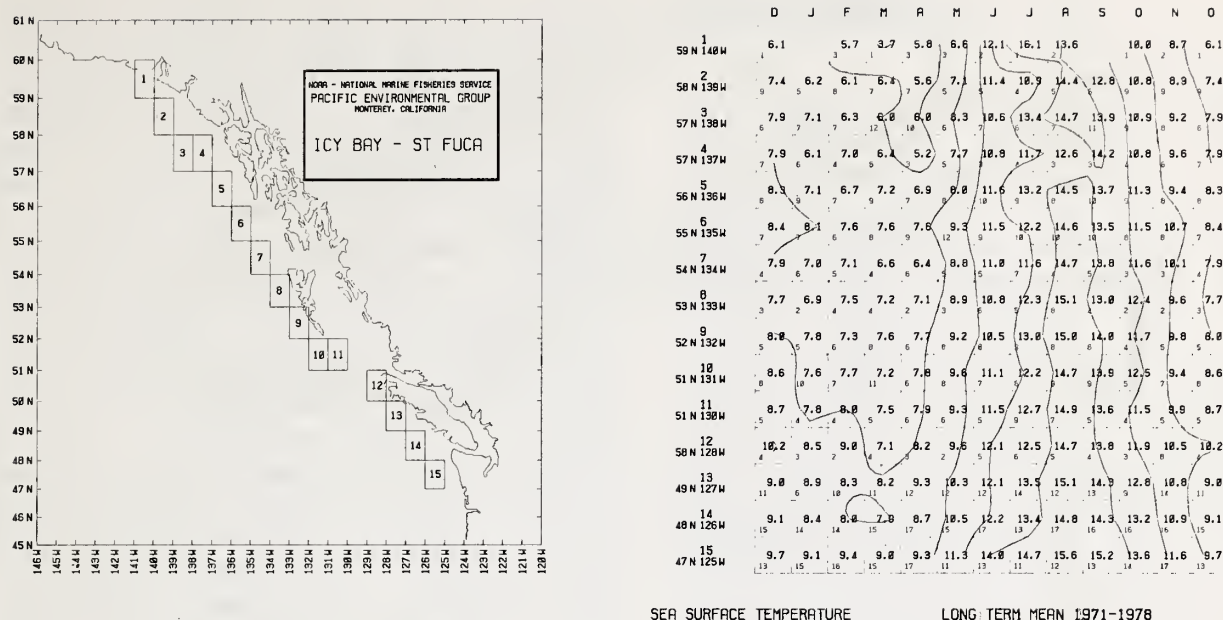 61 N
60 N
59 N
58 N
57 N
56 N
55 N
54 N
53 N
52 N
51 N
50 N
49 N
48 N
47 N
46 N
45 N
146 W 145 W 144 W 143 W 142 W 141 W 140 W 139 W 138 W 137 W 136 W 135 W 134 W 133 W 132 W 131 W 130 W 129 W 128 W 127 W 126 W 125 W 124 W 123 W 122 W 121 W 120 W
NOAA - NATIONAL MARINE FISHERIES SERVICE
PACIFIC ENVIRONMENTAL GROUP
MONTEREY, CALIFORNIA
ICY BAY - ST FUCA
1
2
3 4
5
6
7
8
9
10 11
12
13
14
15
D J F M A M J J A S O N D
1
59 N 140 W 6.1 5.7 3.7 5.8 6.6 12.1 16.1 13.6 10.0 8.7 6.1
2
58 N 139 W 7.4 6.2 6.1 6.4 5.6 7.1 11.4 10.9 14.4 12.8 10.8 8.9 7.4
3
57 N 138 W 7.9 7.1 6.3 6.0 6.0 8.3 10.6 13.4 14.7 13.9 10.9 9.2 7.9
4
57 N 137 W 7.9 6.1 7.0 6.4 5.2 7.7 10.8 11.7 12.6 14.2 10.8 9.6 7.9
5
56 N 136 W 8.3 7.1 6.7 7.2 6.9 8.0 11.6 13.2 14.5 13.7 11.3 9.4 8.3
6
55 N 135 W 8.4 8.1 7.6 7.6 7.6 9.3 11.5 12.2 14.6 13.5 11.5 10.7 8.4
7
54 N 134 W 7.9 7.0 7.1 6.6 6.4 8.8 11.0 11.6 14.7 13.8 11.6 10.1 7.9
8
53 N 133 W 7.7 6.9 7.5 7.2 7.1 8.9 10.8 12.3 15.1 13.0 12.4 9.6 7.7
9
52 N 132 W 8.0 7.8 7.3 7.6 7.7 9.2 10.5 13.0 15.0 14.0 11.7 9.8 8.0
10
51 N 131 W 8.6 7.6 7.7 7.2 7.8 9.6 11.1 12.2 14.7 13.9 12.5 9.4 8.6
11
51 N 130 W 8.7 7.8 8.0 7.5 7.9 9.3 11.5 12.7 14.9 13.6 11.5 9.9 8.7
12
50 N 128 W 10.2 8.5 9.0 7.1 8.2 9.6 12.1 12.5 14.7 13.8 11.9 10.5 10.2
13
49 N 127 W 9.0 8.9 8.3 8.2 9.3 10.3 12.1 13.5 15.1 14.3 12.8 10.8 9.0
14
48 N 126 W 9.1 8.4 8.0 7.9 8.7 10.5 12.2 13.4 14.8 14.3 13.2 10.9 9.1
15
47 N 125 W 9.7 9.1 9.4 9.0 9.3 11.3 14.0 14.7 15.6 15.2 13.6 11.6 9.7
SEA SURFACE TEMPERATURE LONG TERM MEAN 1971-1978